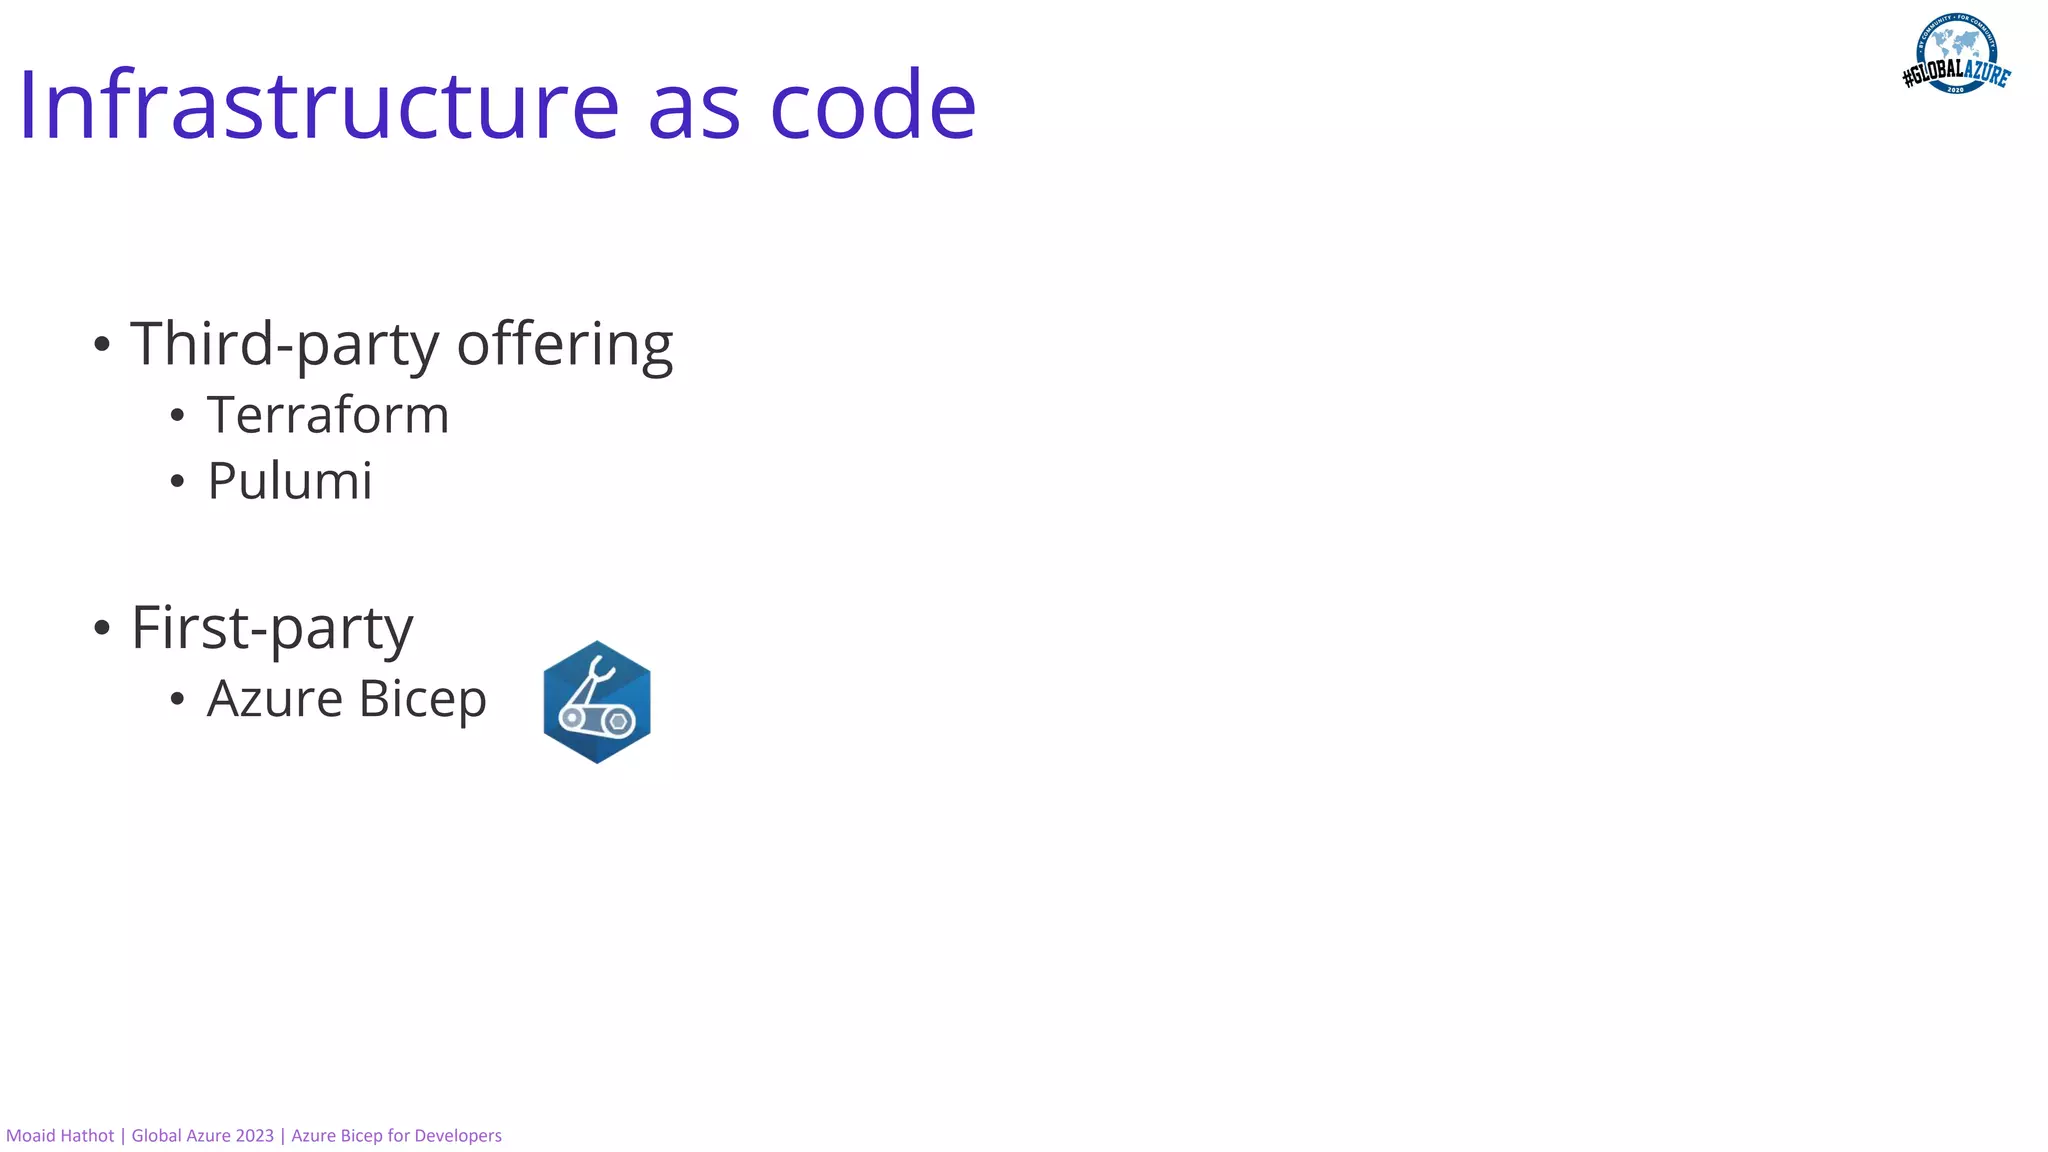 BY COMMUNITY • FOR COMMUNITY
#GLOBALAZURE
2020
Infrastructure as code
• Third-party offering
• Terraform
• Pulumi
• First-party
• Azure Bicep
Moaid Hathot | Global Azure 2023 | Azure Bicep for Developers